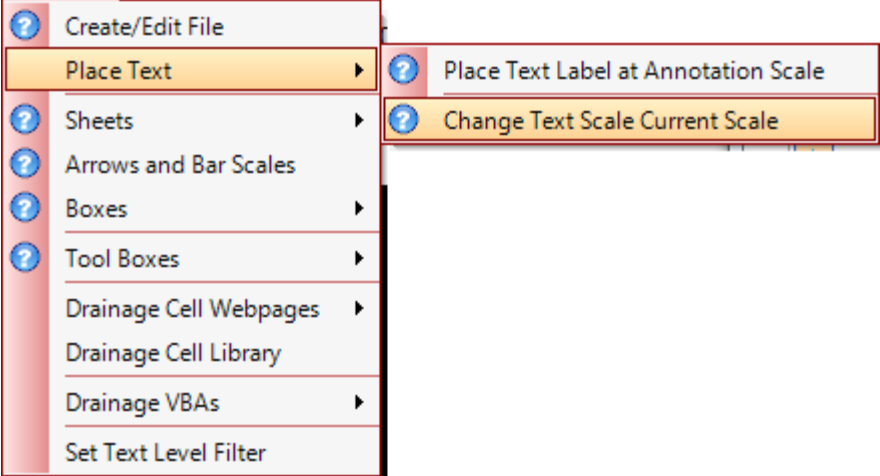 Create/Edit File
Place Text
Place Text Label at Annotation Scale
Change Text Scale Current Scale
Sheets
Arrows and Bar Scales
Boxes
Tool Boxes
Drainage Cell Webpages
Drainage Cell Library
Drainage VBAs
Set Text Level Filter